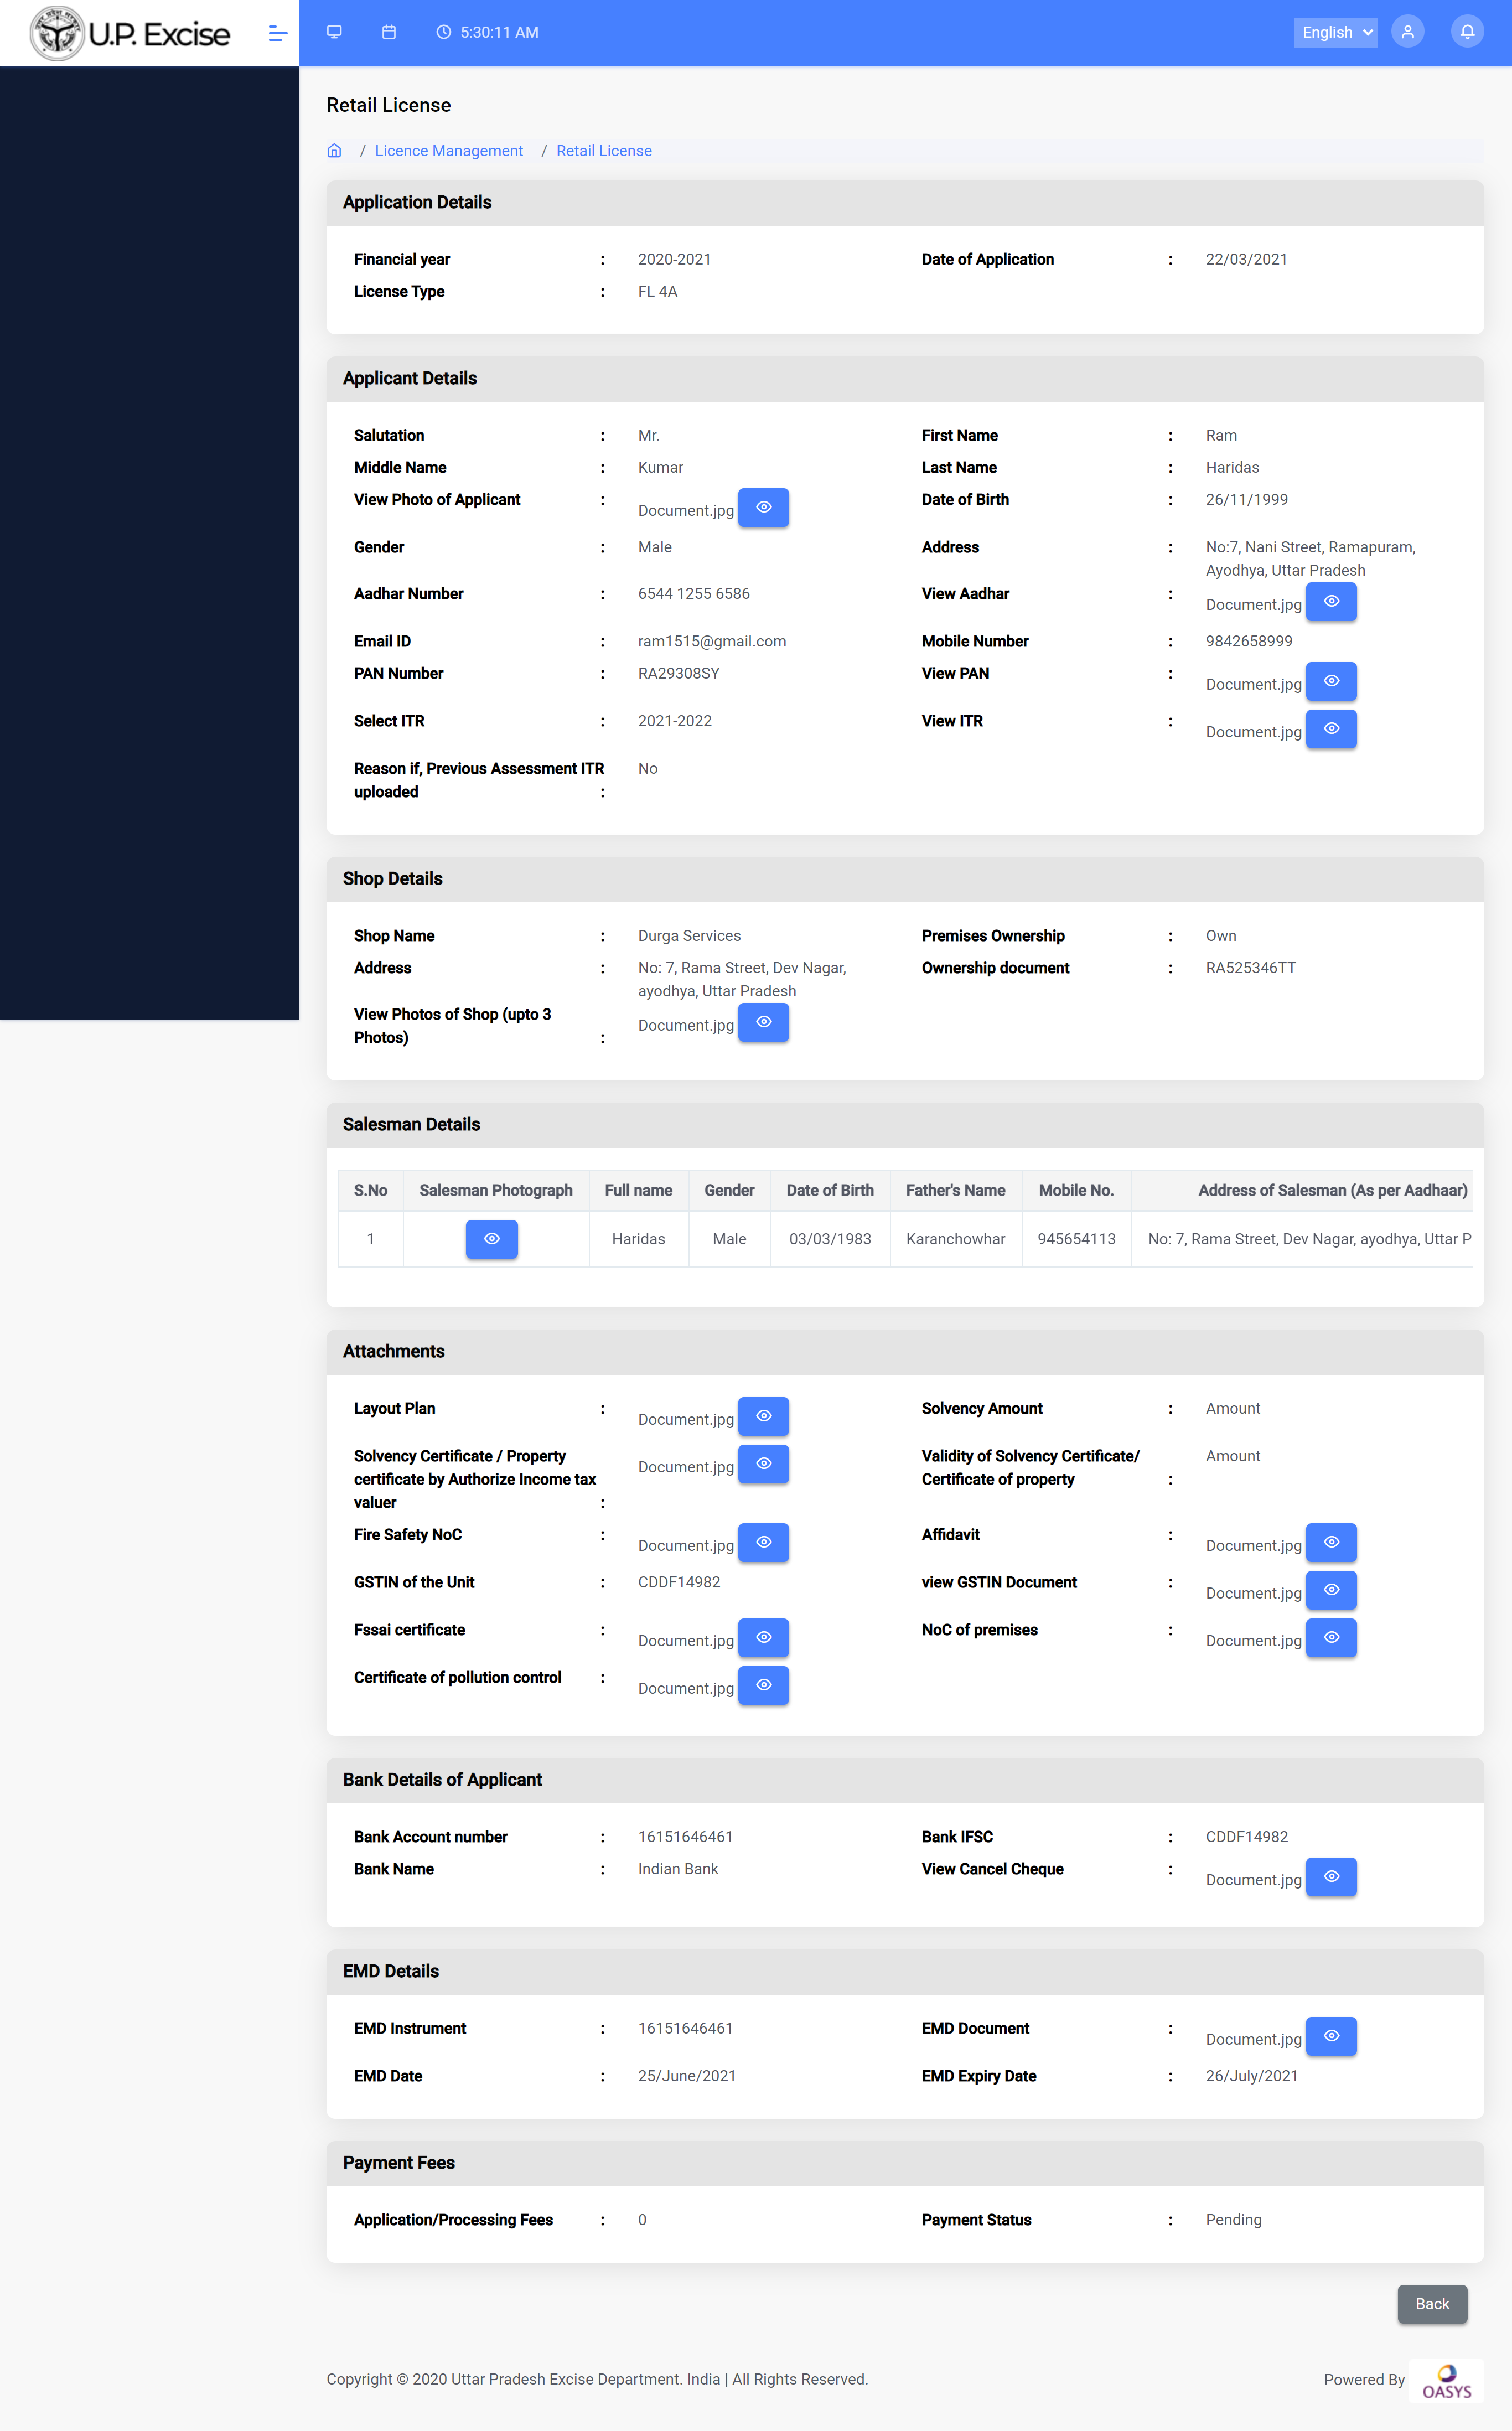 U.P. Excise
5:30:11 AM
English
Retail License
/ Licence Management / Retail License
Application Details
Financial year : 2020-2021 Date of Application : 22/03/2021
License Type : FL 4A
Applicant Details
Salutation : Mr. First Name : Ram
Middle Name : Kumar Last Name : Haridas
View Photo of Applicant : Document.jpg Date of Birth : 26/11/1999
Gender : Male Address : No:7, Nani Street, Ramapuram,
Ayodhya, Uttar Pradesh
Aadhar Number : 6544 1255 6586 View Aadhar : Document.jpg
Email ID : ram1515@gmail.com Mobile Number : 9842658999
PAN Number : RA29308SY View PAN : Document.jpg
Select ITR : 2021-2022 View ITR : Document.jpg
Reason if, Previous Assessment ITR No
uploaded :
Shop Details
Shop Name : Durga Services Premises Ownership : Own
Address : No: 7, Rama Street, Dev Nagar, Ownership document : RA525346TT
ayodhya, Uttar Pradesh
View Photos of Shop (upto 3 Document.jpg
Photos) :
Salesman Details
S.No Salesman Photograph Full name Gender Date of Birth Father's Name Mobile No. Address of Salesman (As per Aadhaar)
1 Haridas Male 03/03/1983 Karanchowhar 945654113 No: 7, Rama Street, Dev Nagar, ayodhya, Uttar
Attachments
Layout Plan : Document.jpg Solvency Amount : Amount
Solvency Certificate / Property Document.jpg Validity of Solvency Certificate/ Amount
certificate by Authorize Income tax Certificate of property :
valuer :
Fire Safety NoC : Document.jpg Affidavit : Document.jpg
GSTIN of the Unit : CDDF14982 view GSTIN Document : Document.jpg
Fssai certificate : Document.jpg NoC of premises : Document.jpg
Certificate of pollution control : Document.jpg
Bank Details of Applicant
Bank Account number : 16151646461 Bank IFSC : CDDF14982
Bank Name : Indian Bank View Cancel Cheque : Document.jpg
EMD Details
EMD Instrument : 16151646461 EMD Document : Document.jpg
EMD Date : 25/June/2021 EMD Expiry Date : 26/July/2021
Payment Fees
Application/Processing Fees : 0 Payment Status : Pending
Back
Copyright © 2020 Uttar Pradesh Excise Department. India | All Rights Reserved. Powered By OASYS